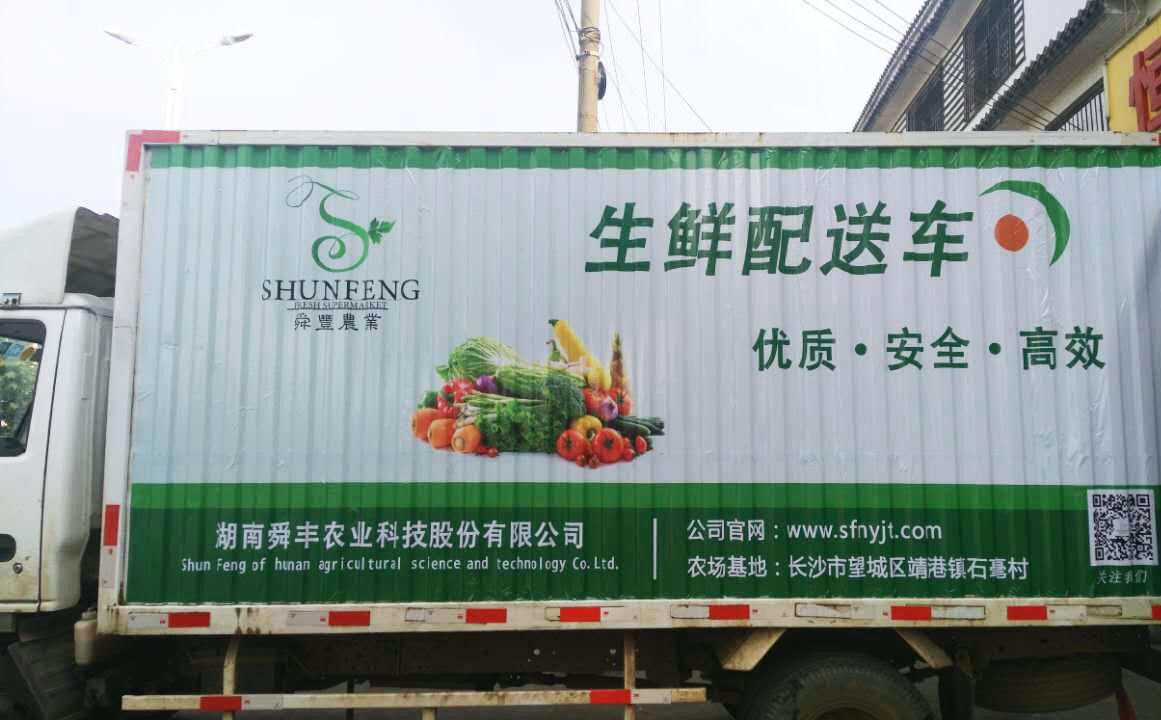 生鲜配送车
SHUNFENG
FRESH SUPERMAIKET
舜豐農業
优质·安全·高效
湖南舜丰农业科技股份有限公司
Shun Feng of hunan agricultural science and technology Co. Ltd.
公司官网：www.sfnyjt.com
农场基地：长沙市望城区靖港镇石毫村
关注我们
恒